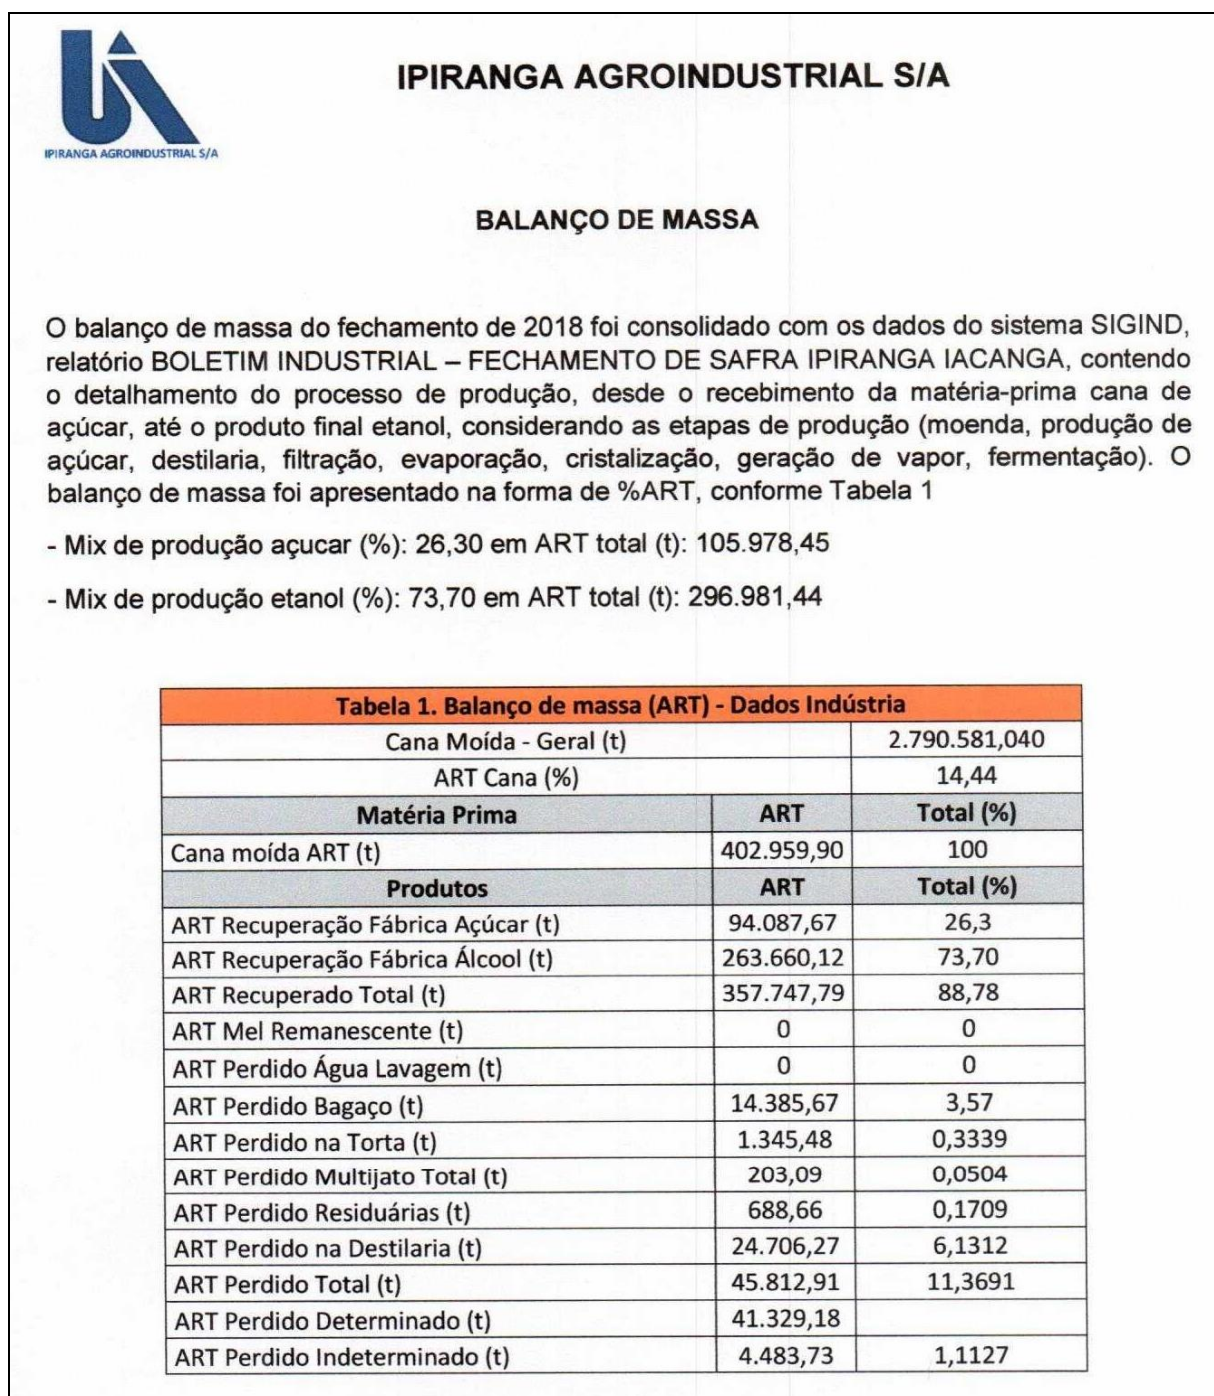 IPIRANGA AGROINDUSTRIAL S/A
IPIRANGA AGROINDUSTRIAL S/A
BALANÇO DE MASSA
O balanço de massa do fechamento de 2018 foi consolidado com os dados do sistema SIGIND,
relatório BOLETIM INDUSTRIAL – FECHAMENTO DE SAFRA IPIRANGA IACANGA, contendo
o detalhamento do processo de produção, desde o recebimento da matéria-prima cana de
açúcar, até o produto final etanol, considerando as etapas de produção (moenda, produção de
açúcar, destilaria, filtração, evaporação, cristalização, geração de vapor, fermentação). O
balanço de massa foi apresentado na forma de %ART, conforme Tabela 1
- Mix de produção açucar (%): 26,30 em ART total (t): 105.978,45
- Mix de produção etanol (%): 73,70 em ART total (t): 296.981,44
Tabela 1. Balanço de massa (ART) - Dados Indústria
Cana Moída - Geral (t) 2.790.581,040
ART Cana (%) 14,44
Matéria Prima ART Total (%)
Cana moída ART (t) 402.959,90 100
Produtos ART Total (%)
ART Recuperação Fábrica Açúcar (t) 94.087,67 26,3
ART Recuperação Fábrica Álcool (t) 263.660,12 73,70
ART Recuperado Total (t) 357.747,79 88,78
ART Mel Remanescente (t) 0 0
ART Perdido Água Lavagem (t) 0 0
ART Perdido Bagaço (t) 14.385,67 3,57
ART Perdido na Torta (t) 1.345,48 0,3339
ART Perdido Multijato Total (t) 203,09 0,0504
ART Perdido Residuárias (t) 688,66 0,1709
ART Perdido na Destilaria (t) 24.706,27 6,1312
ART Perdido Total (t) 45.812,91 11,3691
ART Perdido Determinado (t) 41.329,18
ART Perdido Indeterminado (t) 4.483,73 1,1127